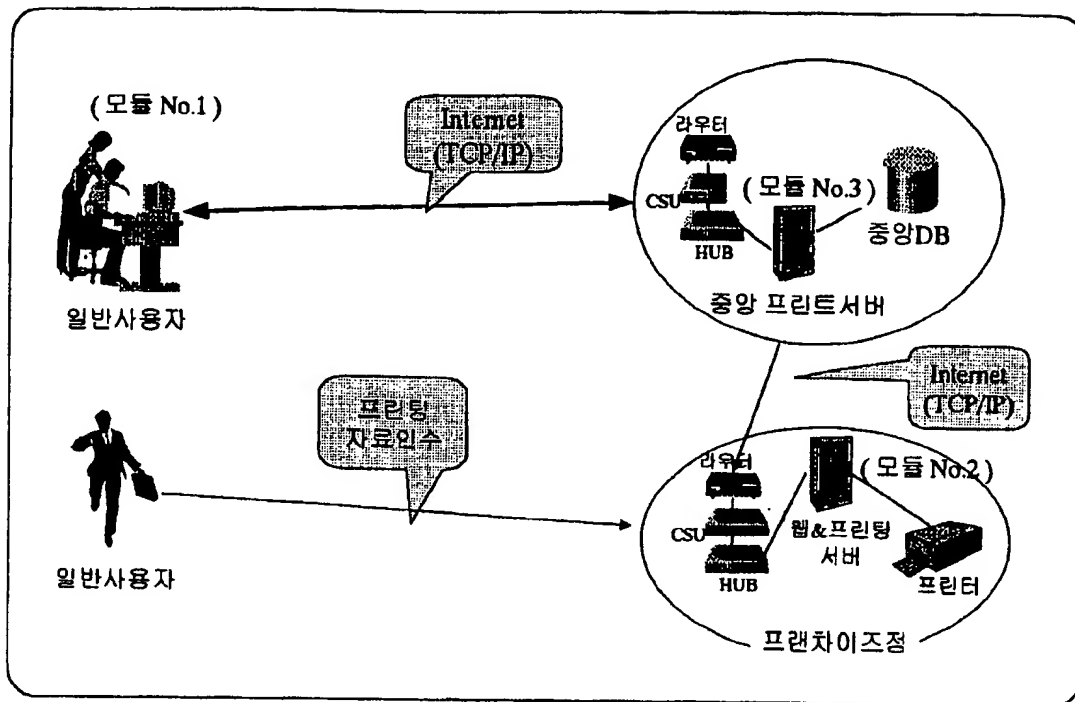 ( 모듈 No.1 )
Internet
(TCP/IP)
일반사용자
라우터
CSU
HUB
( 모듈 No.3 )
중앙DB
중앙 프린트서버
Internet
(TCP/IP)
프린팅
자료인수
일반사용자
라우터
CSU
HUB
( 모듈 No.2 )
웹&프린팅
서버
프린터
프랜차이즈점